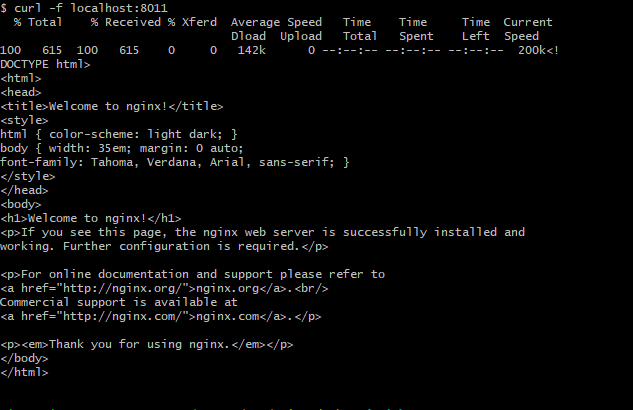 $ curl -f localhost:8011
  % Total    % Received % Xferd  Average Speed   Time    Time     Time  Current
                                 Dload  Upload   Total   Spent    Left  Speed
100   615  100   615    0     0   142k      0 --:--:-- --:--:-- --:--:--  200k<!
DOCTYPE html>
<html>
<head>
<title>Welcome to nginx!</title>
<style>
html { color-scheme: light dark; }
body { width: 35em; margin: 0 auto;
font-family: Tahoma, Verdana, Arial, sans-serif; }
</style>
</head>
<body>
<h1>Welcome to nginx!</h1>
<p>If you see this page, the nginx web server is successfully installed and
working. Further configuration is required.</p>

<p>For online documentation and support please refer to
<a href="http://nginx.org/">nginx.org</a>.<br/>
Commercial support is available at
<a href="http://nginx.com/">nginx.com</a>.</p>

<p><em>Thank you for using nginx.</em></p>
</body>
</html>